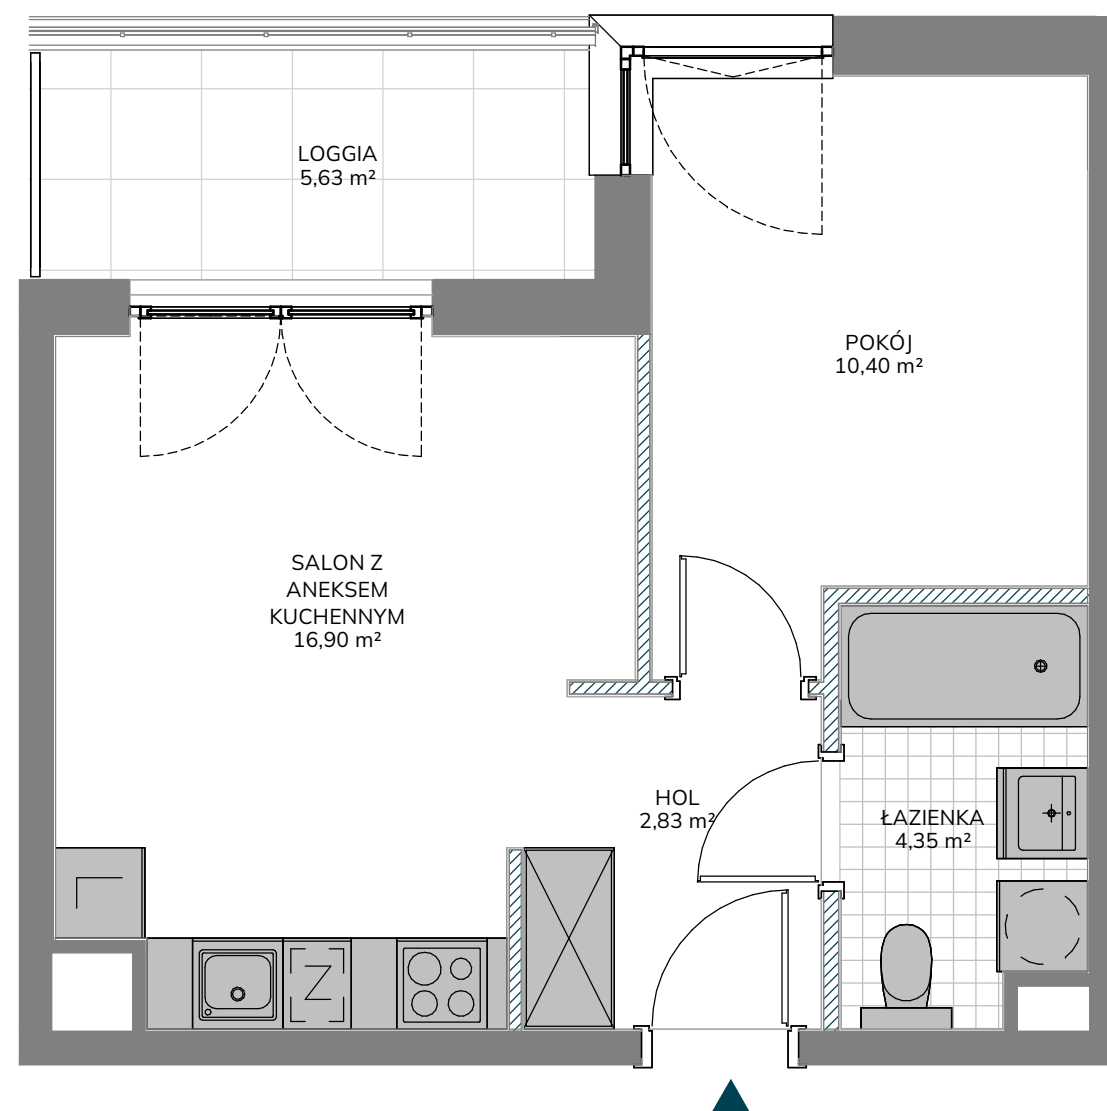 LOGGIA
5,63 m²
POKÓJ
10,40 m²
SALON Z
ANEKSEM
KUCHENNYM
16,90 m²
HOL
2,83 m²
ŁAZIENKA
4,35 m²
Z